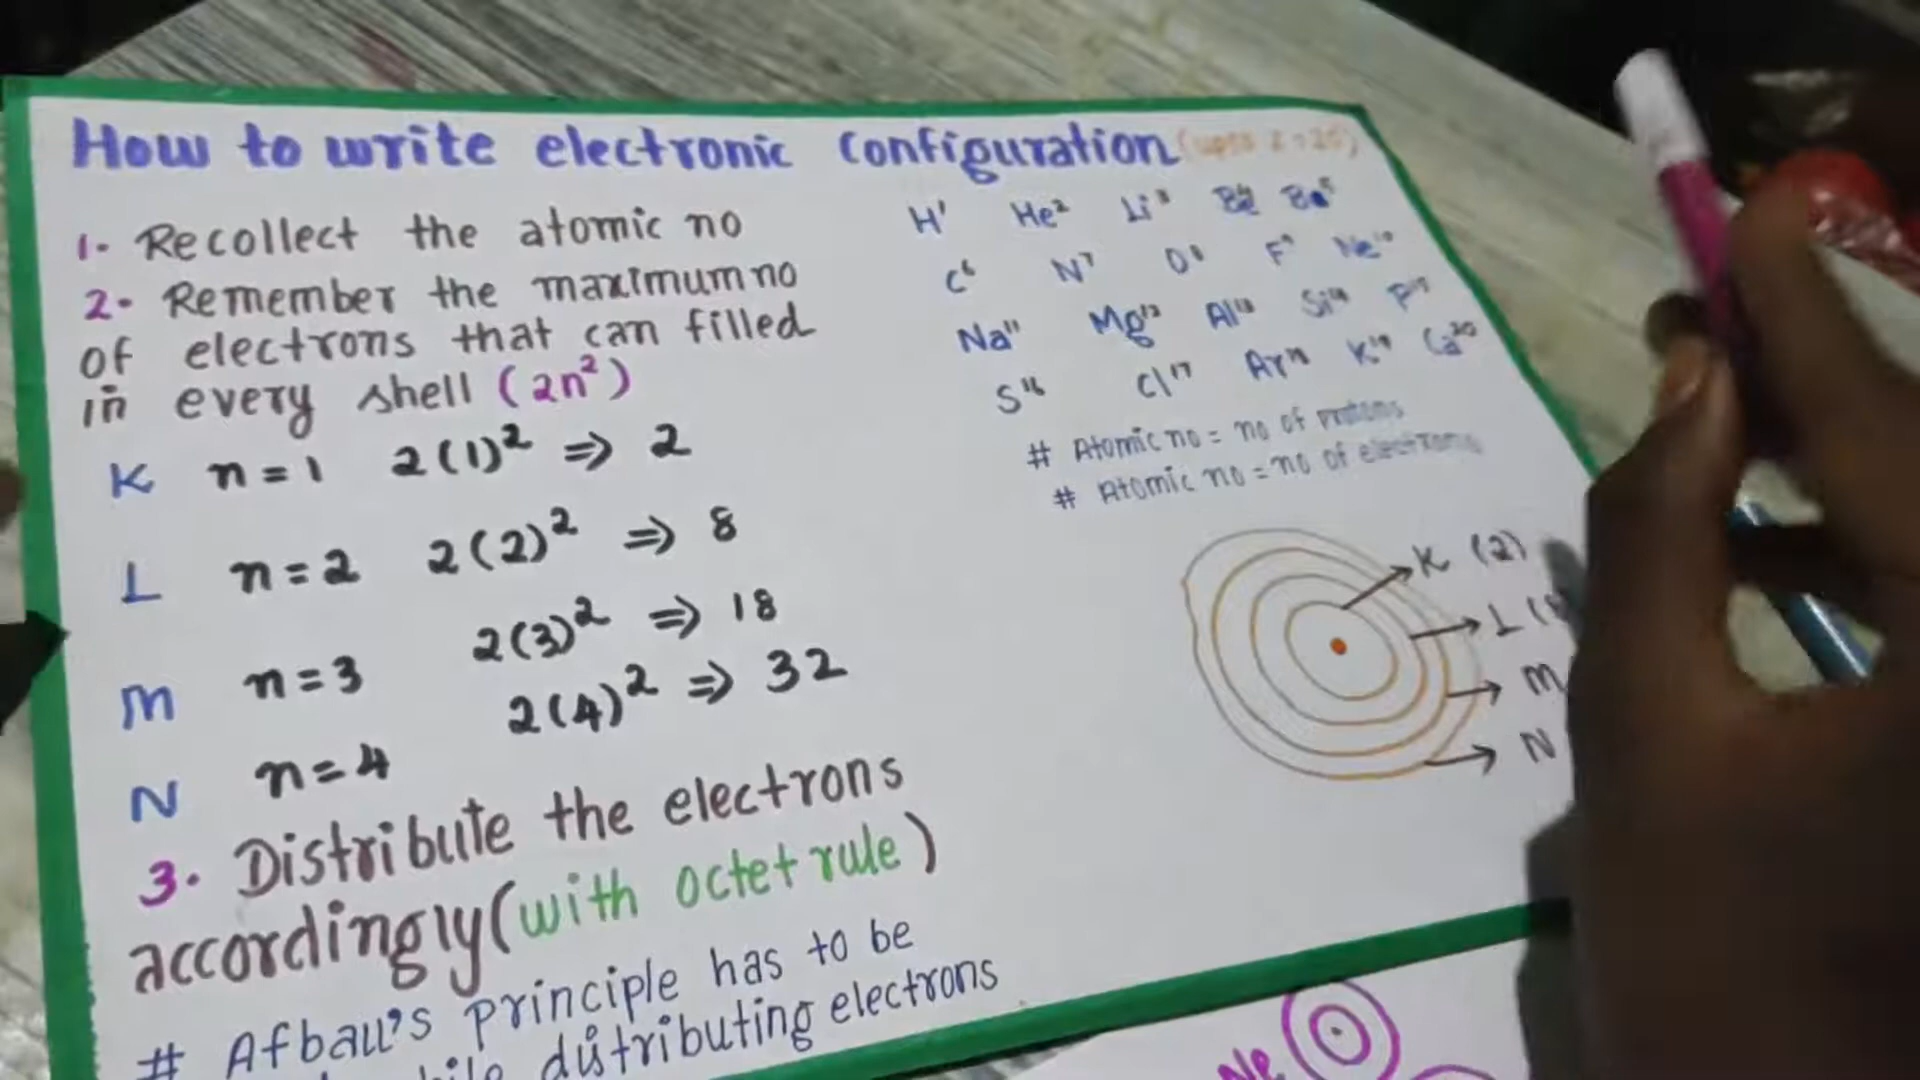 How to write electronic Configuration (upto Z=20)
1. Recollect the atomic no
2. Remember the maximum no
of electrons that can filled
in every shell (2n²)
K n=1 2(1)² ⇒ 2
L n=2 2(2)² ⇒ 8
M n=3 2(3)² ⇒ 18
N n=4 2(4)² ⇒ 32
3. Distribute the electrons
accordingly (with octet rule)
# Afbau's principle has to be
distributing electrons
H¹ He² Li³
C⁶ N⁷ O⁸ F⁹ Ne¹⁰
Na¹¹ Mg¹² Al¹³ Si¹⁴
S¹⁶ Cl¹⁷ Ar¹⁸ K¹⁹ Ca²⁰
# Atomic no = no of protons
# Atomic no = no of electrons
K (2)
L
M
N
Ne